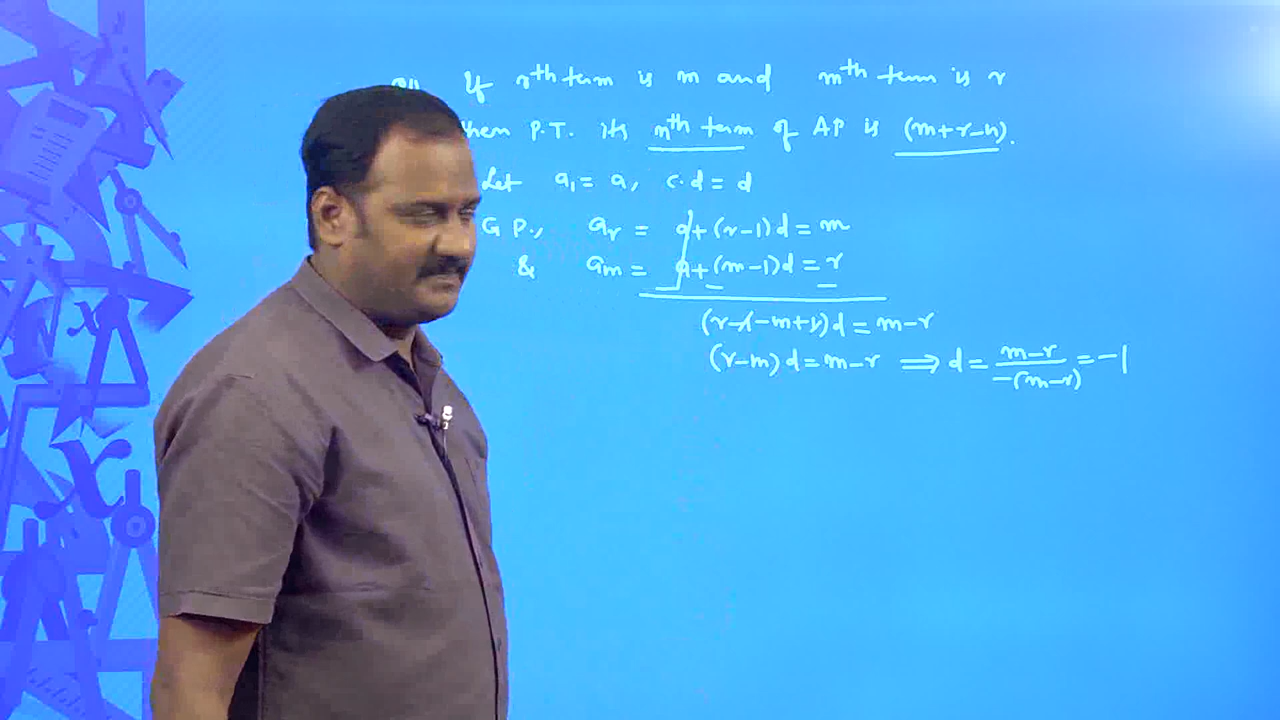 If rth term is m and mth term is r
then P.T. its nth term of AP is (m+r-n).
Let a₁ = a, c.d = d
G P., aᵣ = a+(r-1)d = m
& aₘ = a+(m-1)d = r
(r-1-m+1)d = m-r
(r-m)d = m-r ⟹ d = (m-r)/-(m-r) = -1
x